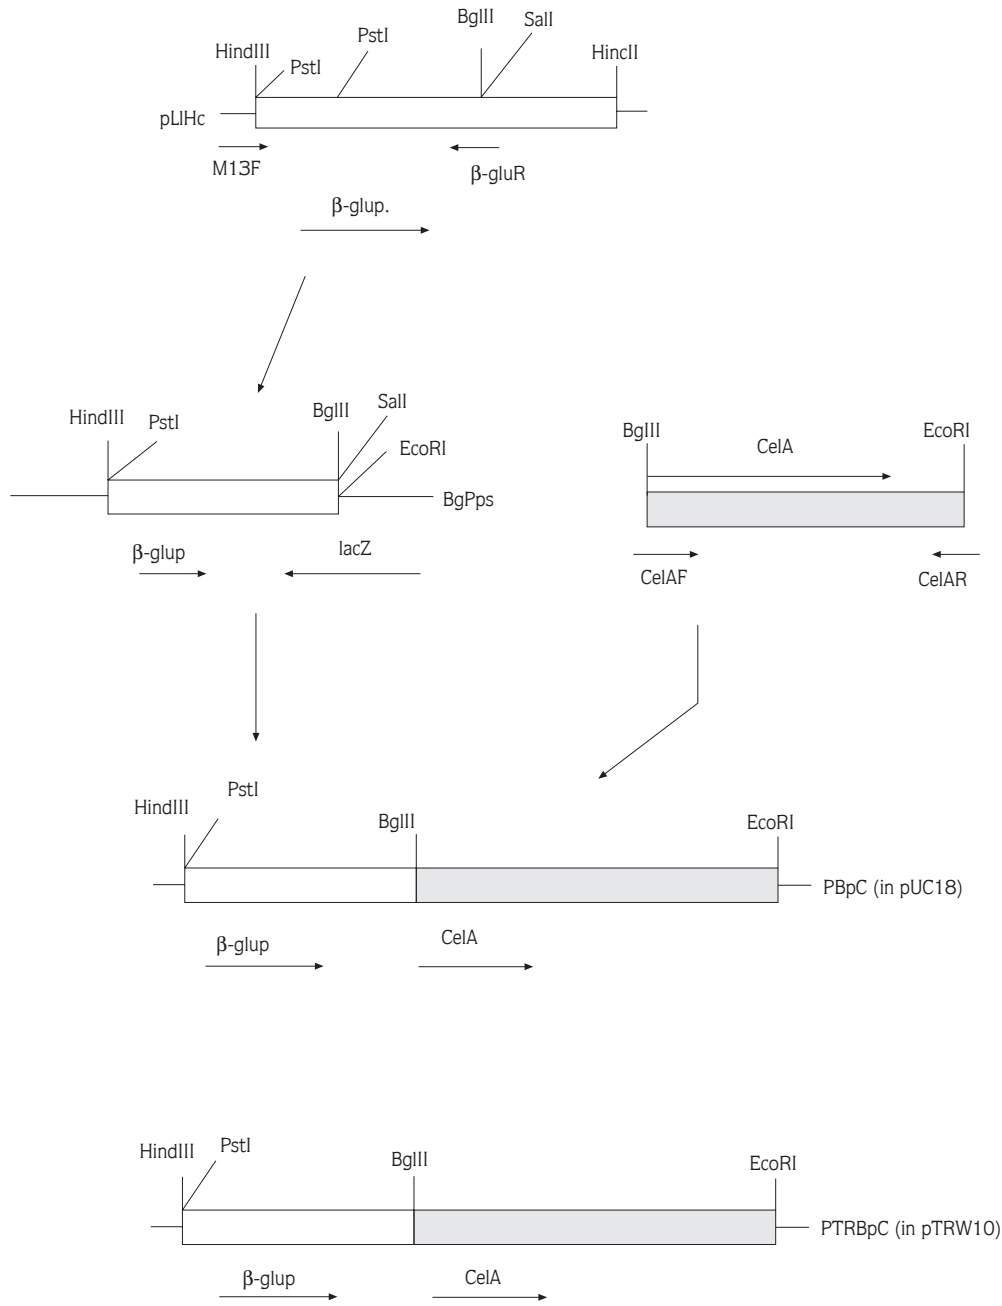 BglII
SalI
PstI
HindIII
PstI
HincII
pLIHc
M13F
β-gluR
β-glup.
HindIII
PstI
BglII
SalI
EcoRI
BgPps
β-glup
lacZ
BglII
CelA
EcoRI
CelAF
CelAR
HindIII
PstI
BglII
EcoRI
PBpC (in pUC18)
β-glup
CelA
HindIII
PstI
BglII
EcoRI
PTRBpC (in pTRW10)
β-glup
CelA